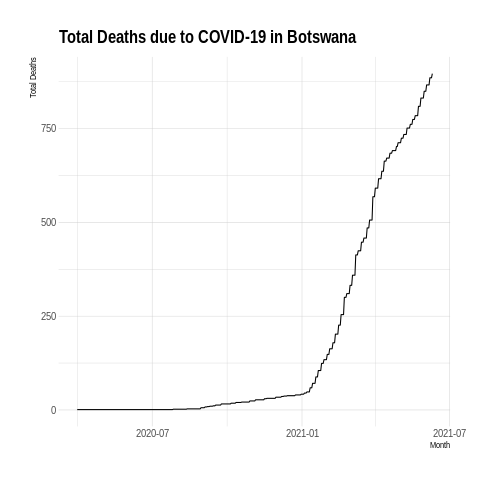 Total Deaths due to COVID-19 in Botswana
Total Deaths
750
500
250
0
2020-07
2021-01
2021-07
Month